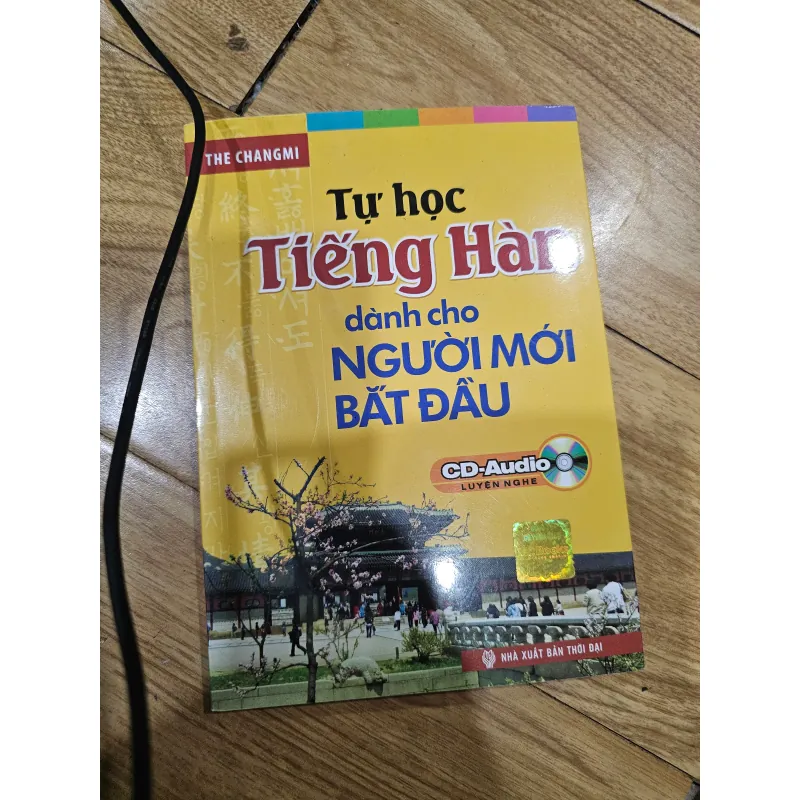 THE CHANGMI
Tự học
Tiếng Hàn
dành cho
NGƯỜI MỚI
BẮT ĐẦU
CD-Audio
LUYỆN NGHE
NHÀ XUẤT BẢN THỜI ĐẠI